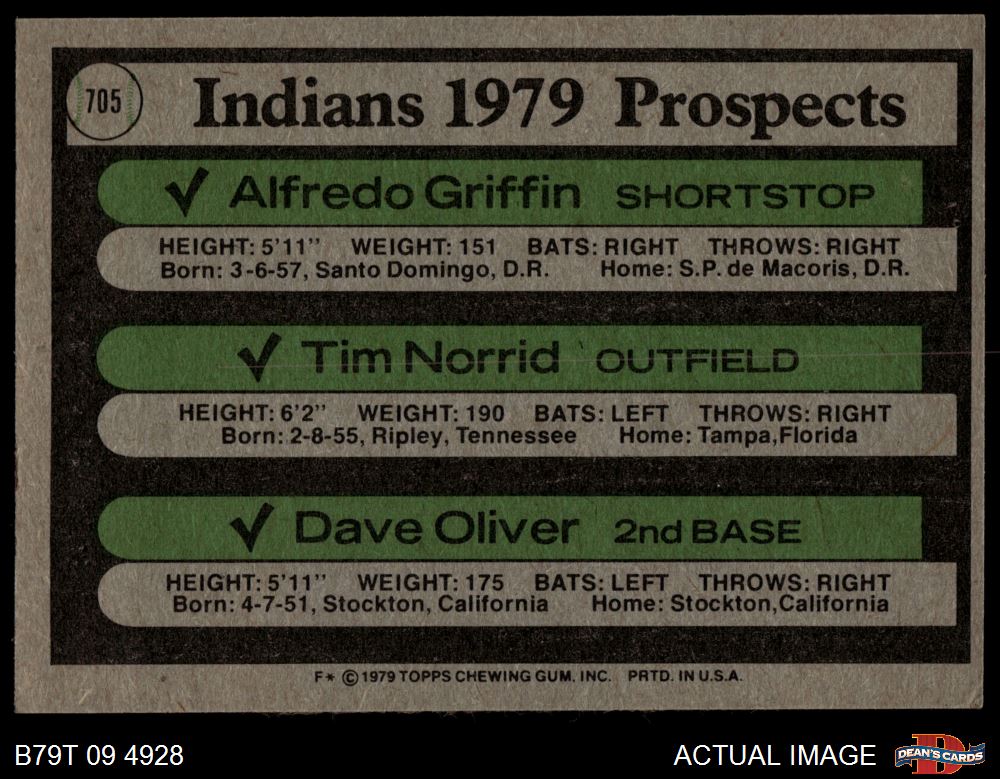 705
Indians 1979 Prospects
✓ Alfredo Griffin SHORTSTOP
HEIGHT: 5'11" WEIGHT: 151 BATS: RIGHT THROWS: RIGHT
Born: 3-6-57, Santo Domingo, D.R. Home: S.P. de Macoris, D.R.
✓ Tim Norrid OUTFIELD
HEIGHT: 6'2" WEIGHT: 190 BATS: LEFT THROWS: RIGHT
Born: 2-8-55, Ripley, Tennessee Home: Tampa,Florida
✓ Dave Oliver 2nd BASE
HEIGHT: 5'11" WEIGHT: 175 BATS: LEFT THROWS: RIGHT
Born: 4-7-51, Stockton, California Home: Stockton,California
F* ©1979 TOPPS CHEWING GUM, INC. PRTD. IN U.S.A.
B79T 09 4928
ACTUAL IMAGE
DEAN'S CARDS